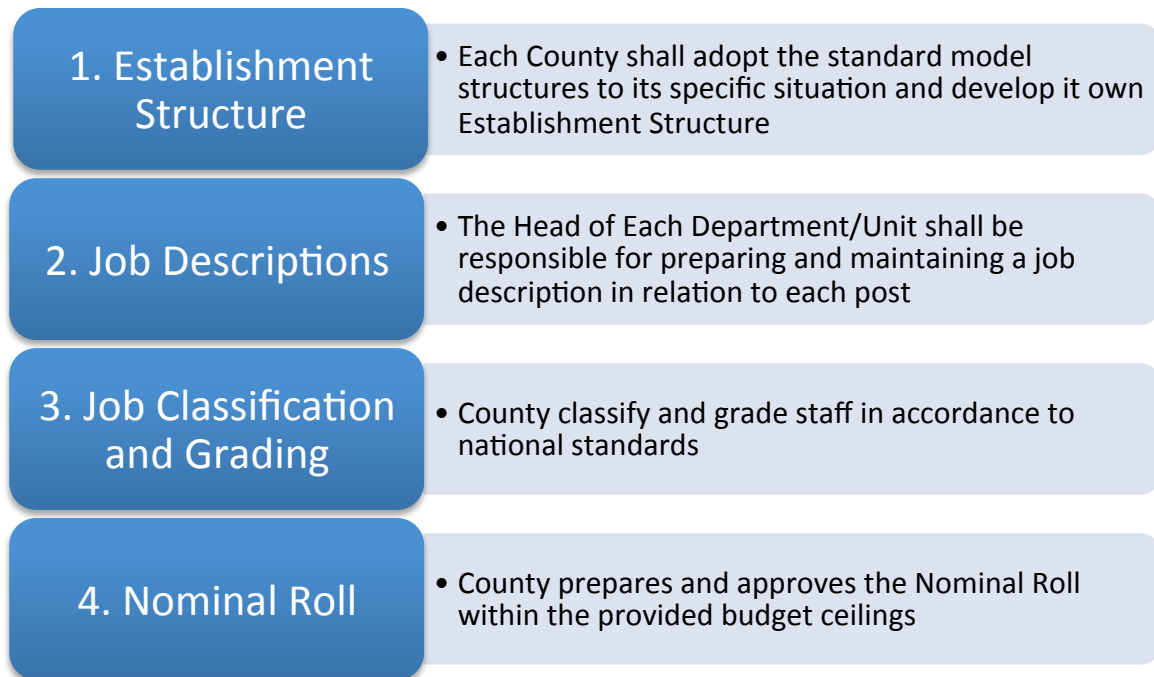 1. Establishment
Structure
• Each County shall adopt the standard model
structures to its specific situation and develop it own
Establishment Structure
2. Job Descriptions
• The Head of Each Department/Unit shall be
responsible for preparing and maintaining a job
description in relation to each post
3. Job Classification
and Grading
• County classify and grade staff in accordance to
national standards
4. Nominal Roll
• County prepares and approves the Nominal Roll
within the provided budget ceilings